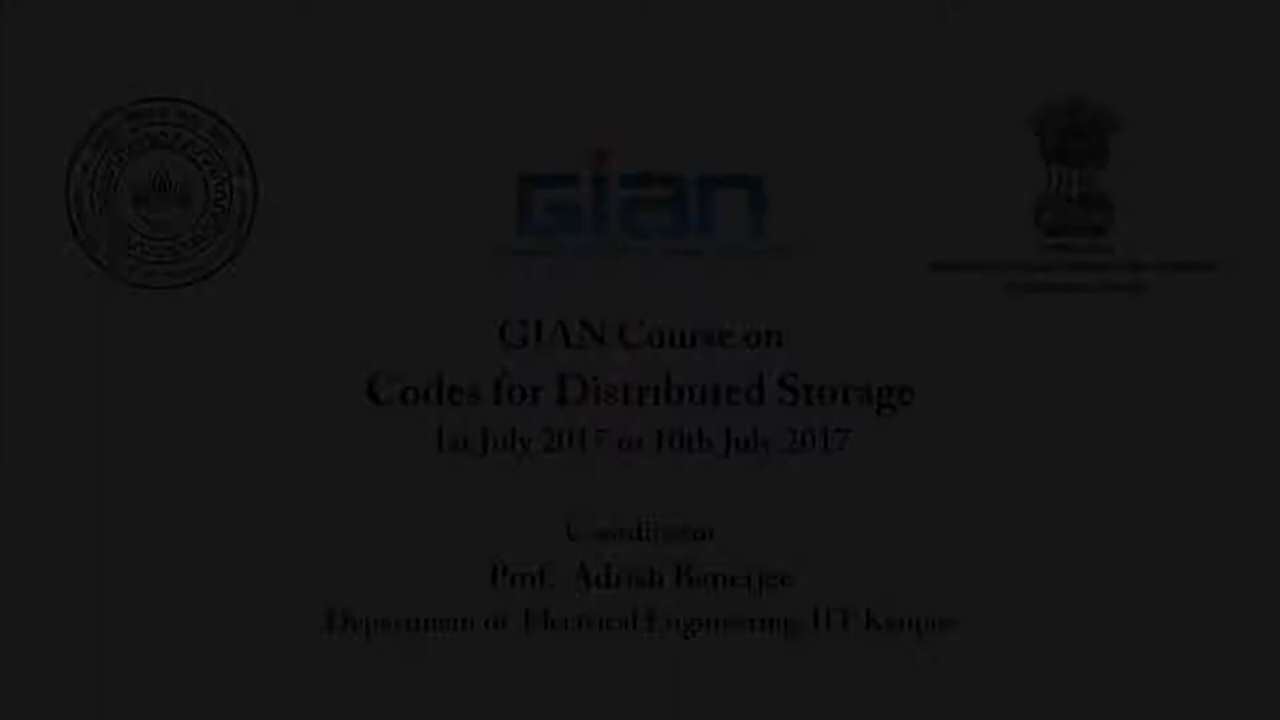 gian
GIAN Course on
Codes for Distributed Storage
1st July 2017 to 10th July 2017
Coordinator
Prof. Adrish Banerjee
Department of Electrical Engineering, IIT Kanpur